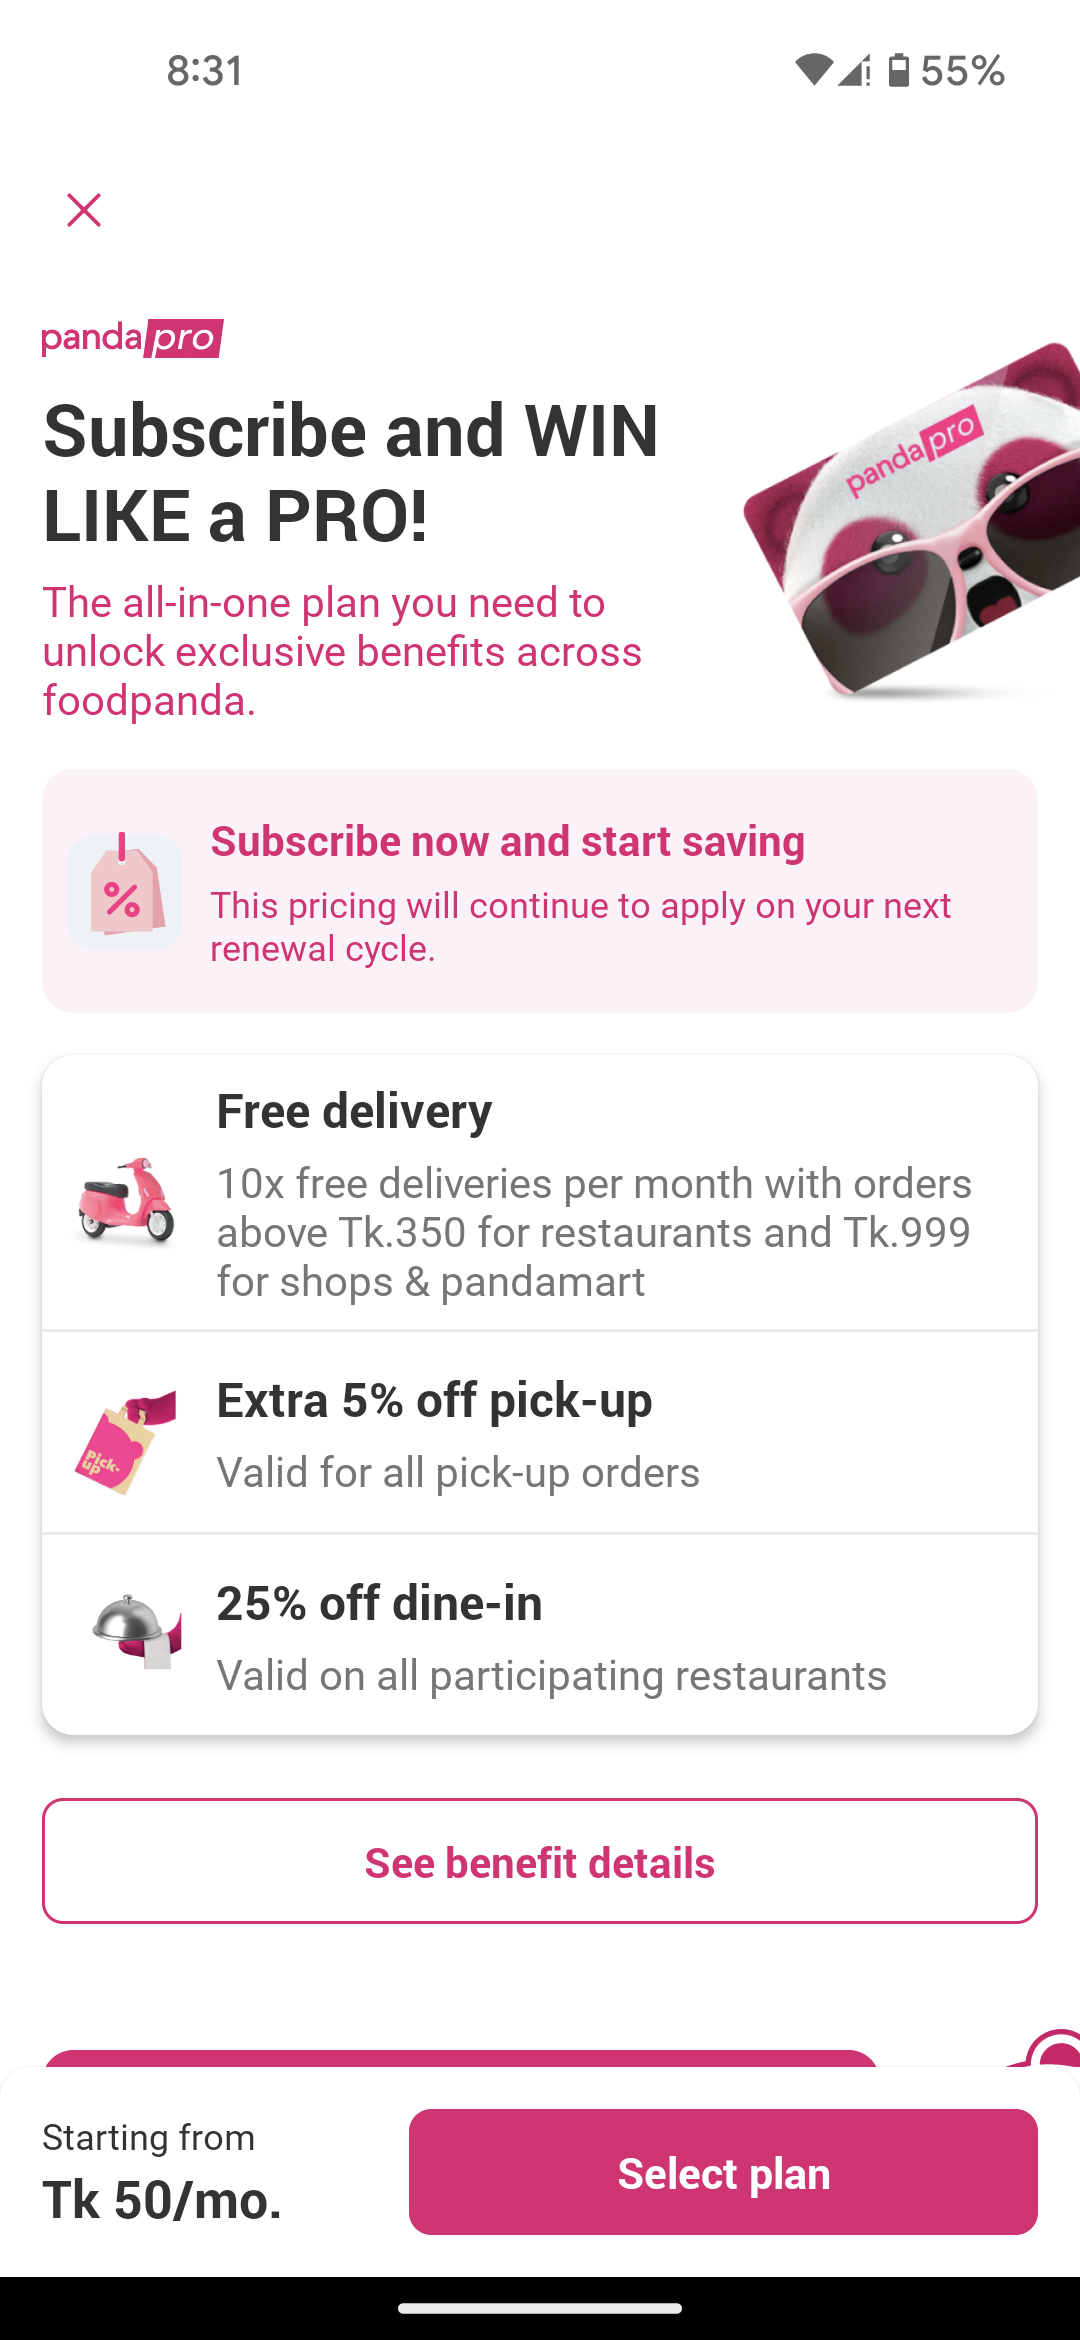 8:31
55%
panda pro
Subscribe and WIN
LIKE a PRO!
The all-in-one plan you need to
unlock exclusive benefits across
foodpanda.
panda pro
Subscribe now and start saving
This pricing will continue to apply on your next
renewal cycle.
Free delivery
10x free deliveries per month with orders
above Tk.350 for restaurants and Tk.999
for shops & pandamart
Pick-
up
Extra 5% off pick-up
Valid for all pick-up orders
25% off dine-in
Valid on all participating restaurants
See benefit details
Starting from
Tk 50/mo.
Select plan